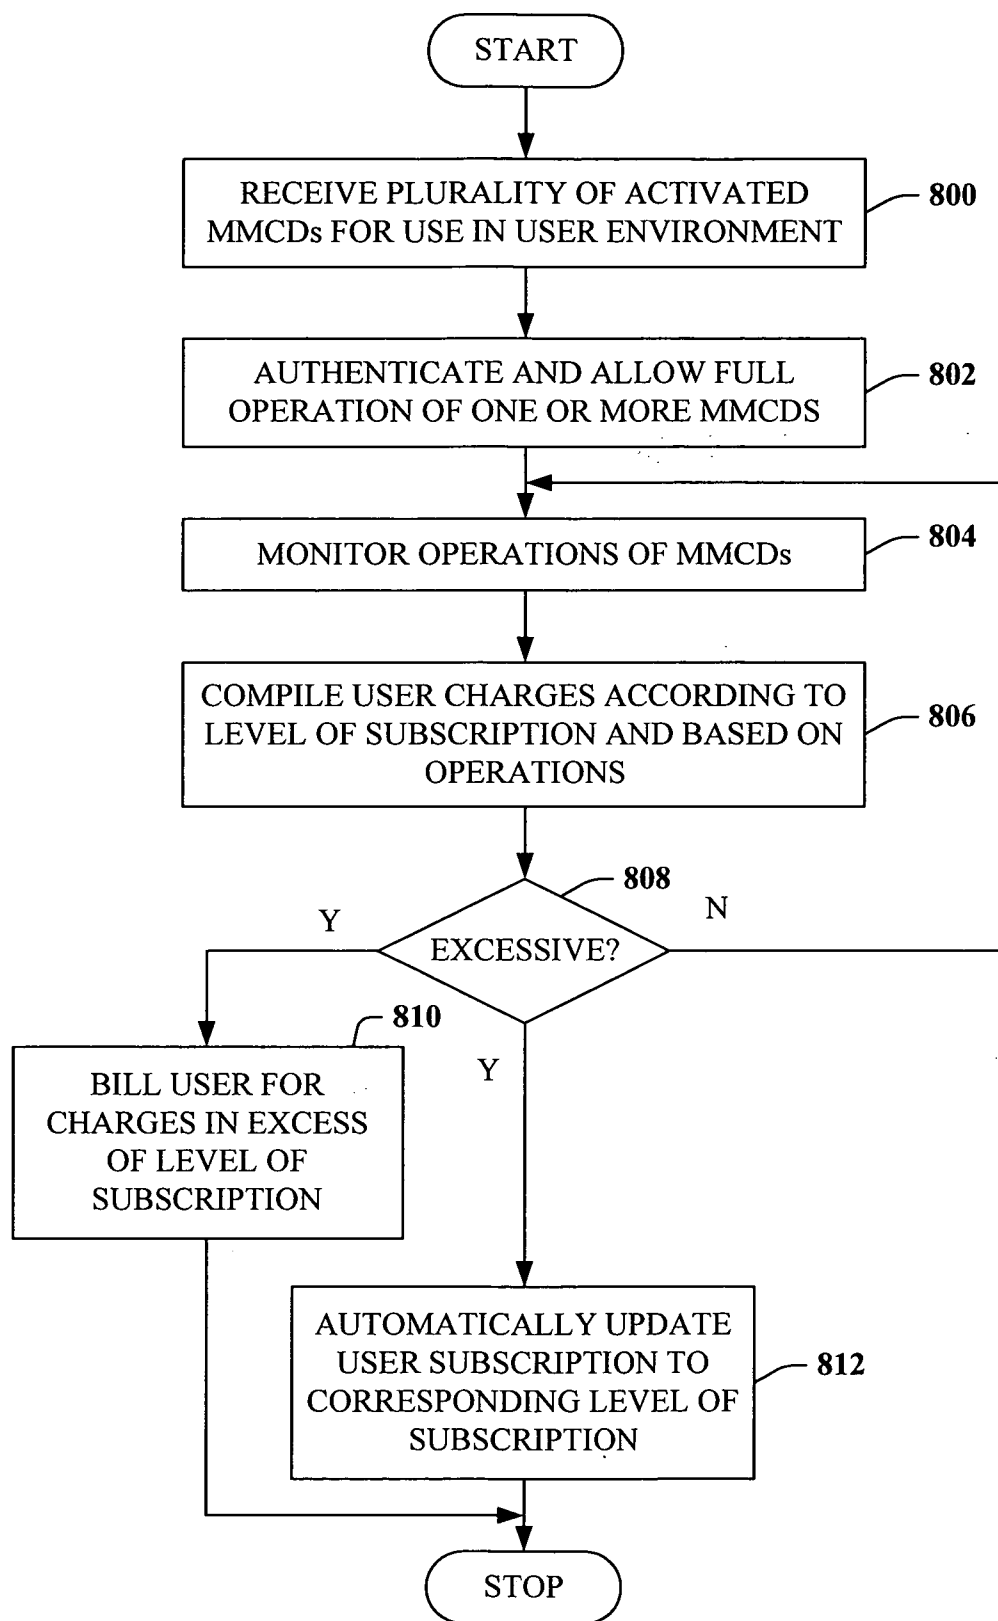 START
RECEIVE PLURALITY OF ACTIVATED
MMCDs FOR USE IN USER ENVIRONMENT
800
AUTHENTICATE AND ALLOW FULL
OPERATION OF ONE OR MORE MMCDS
802
MONITOR OPERATIONS OF MMCDs
804
COMPILE USER CHARGES ACCORDING TO
LEVEL OF SUBSCRIPTION AND BASED ON
OPERATIONS
806
808
Y
N
EXCESSIVE?
810
Y
BILL USER FOR
CHARGES IN EXCESS
OF LEVEL OF
SUBSCRIPTION
AUTOMATICALLY UPDATE
USER SUBSCRIPTION TO
CORRESPONDING LEVEL OF
SUBSCRIPTION
812
STOP